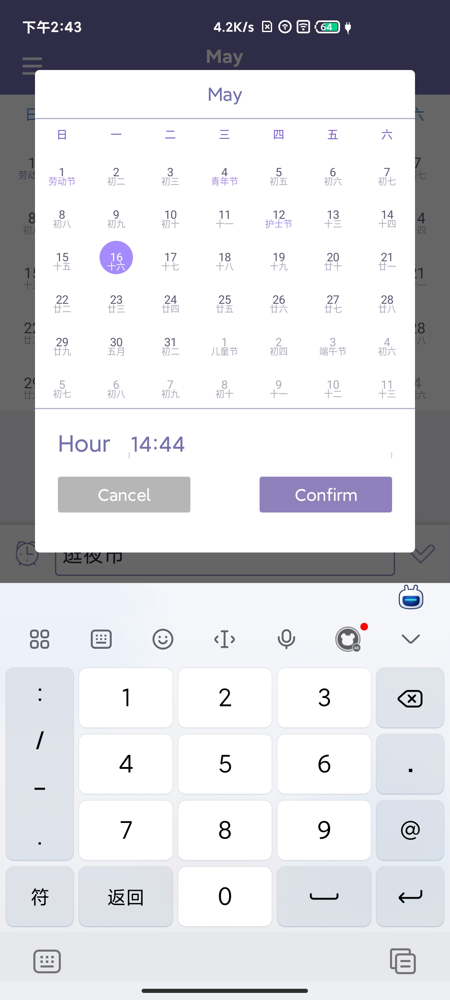 下午2:43 4.2K/s 64
May
May
日 一 二 三 四 五 六
1 2 3 4 5 6 7
劳动节 初二 初三 青年节 初五 初六 初七
8 9 10 11 12 13 14
初八 初九 初十 十一 护士节 十三 十四
15 16 17 18 19 20 21
十五 十六 十七 十八 十九 廿十 廿一
22 23 24 25 26 27 28
廿二 廿三 廿四 廿五 廿六 廿七 廿八
29 30 31 1 2 3 4
廿九 五月 初二 儿童节 初四 端午节 初六
5 6 7 8 9 10 11
初七 初八 初九 初十 十一 十二 十三
Hour 14:44
Cancel Confirm
逛夜市
AD
: 1 2 3
/ 4 5 6 .
- 7 8 9 @
.
符 返回 0